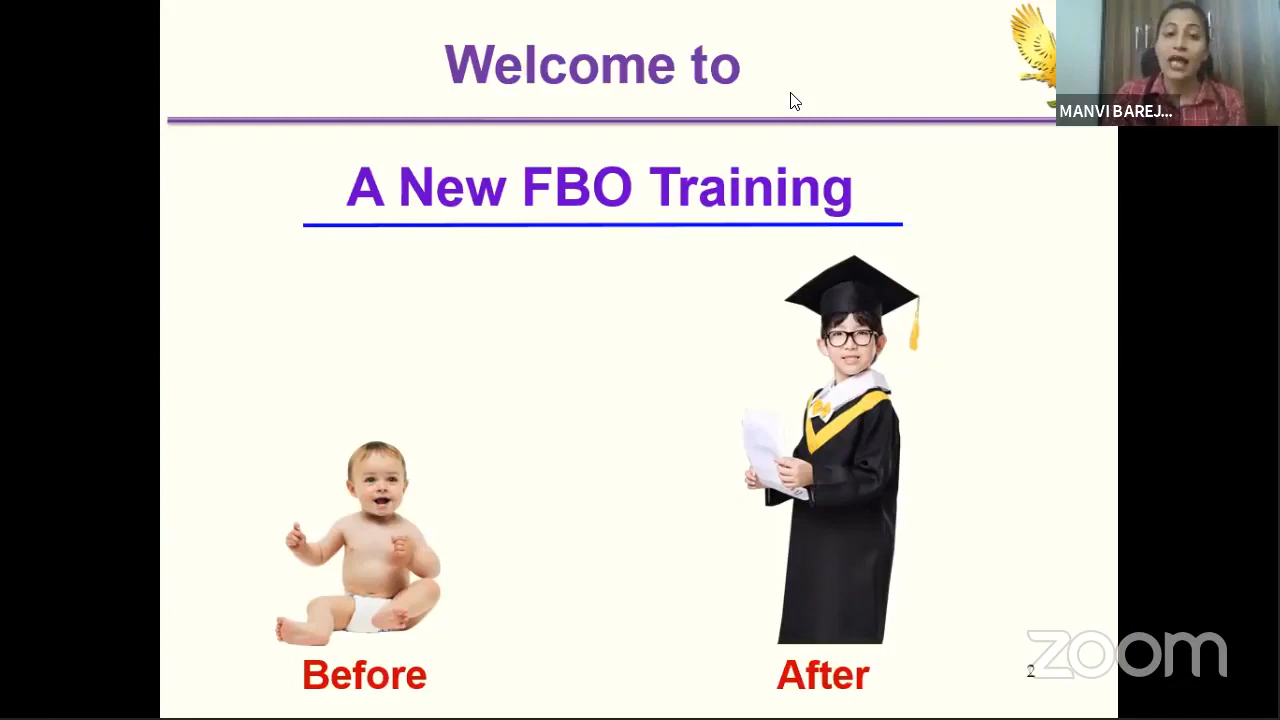 Welcome to
MANVI BAREJ...
A New FBO Training
Before
After
2
zoom